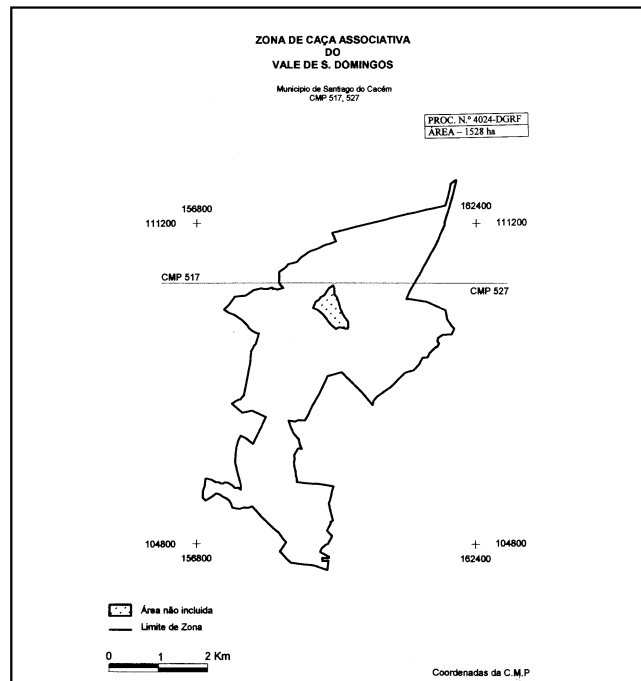 ZONA DE CAÇA ASSOCIATIVA
DO
VALE DE S. DOMINGOS
Municipio de Santiago do Cacém
CMP 517, 527
PROC. N.º 4024-DGRF
ÁREA – 1528 ha
156800
162400
111200
111200
CMP 517
CMP 527
104800
104800
156800
162400
Área não incluida
Limite de Zona
0 1 2 Km
Coordenadas da C.M.P